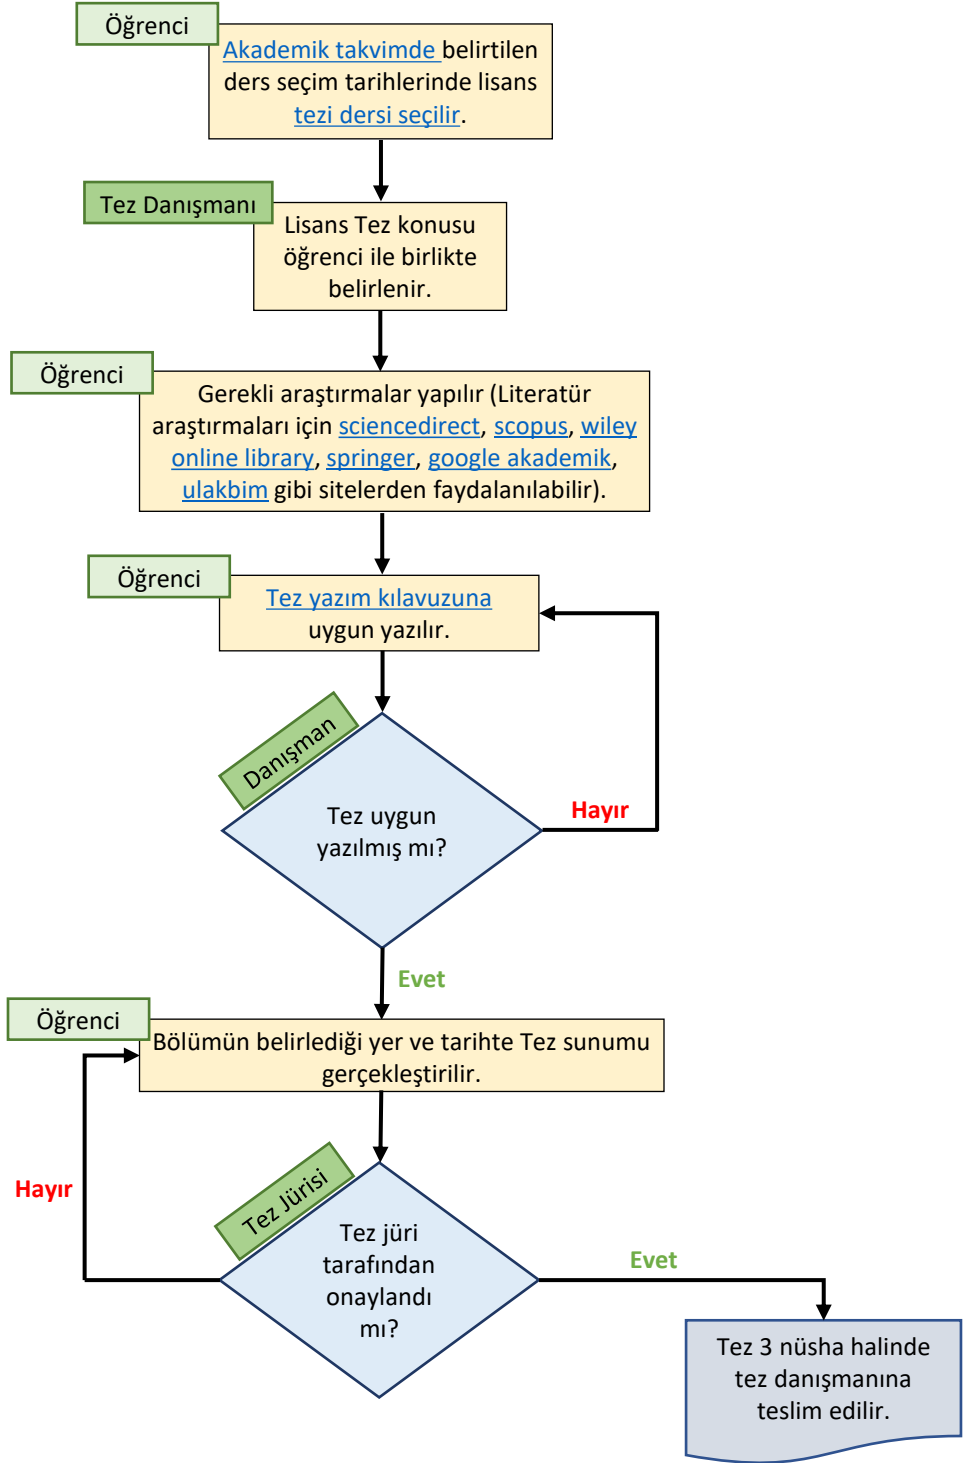 Öğrenci
Akademik takvimde belirtilen
ders seçim tarihlerinde lisans
tezi dersi seçilir.
Tez Danışmanı
Lisans Tez konusu
öğrenci ile birlikte
belirlenir.
Öğrenci
Gerekli araştırmalar yapılır (Literatür
araştırmaları için sciencedirect, scopus, wiley
online library, springer, google akademik,
ulakbim gibi sitelerden faydalanılabilir).
Öğrenci
Tez yazım kılavuzuna
uygun yazılır.
Danışman
Tez uygun
yazılmış mı?
Hayır
Evet
Öğrenci
Bölümün belirlediği yer ve tarihte Tez sunumu
gerçekleştirilir.
Hayır
Tez Jürisi
Tez jüri
tarafından
onaylandı
mı?
Evet
Tez 3 nüsha halinde
tez danışmanına
teslim edilir.